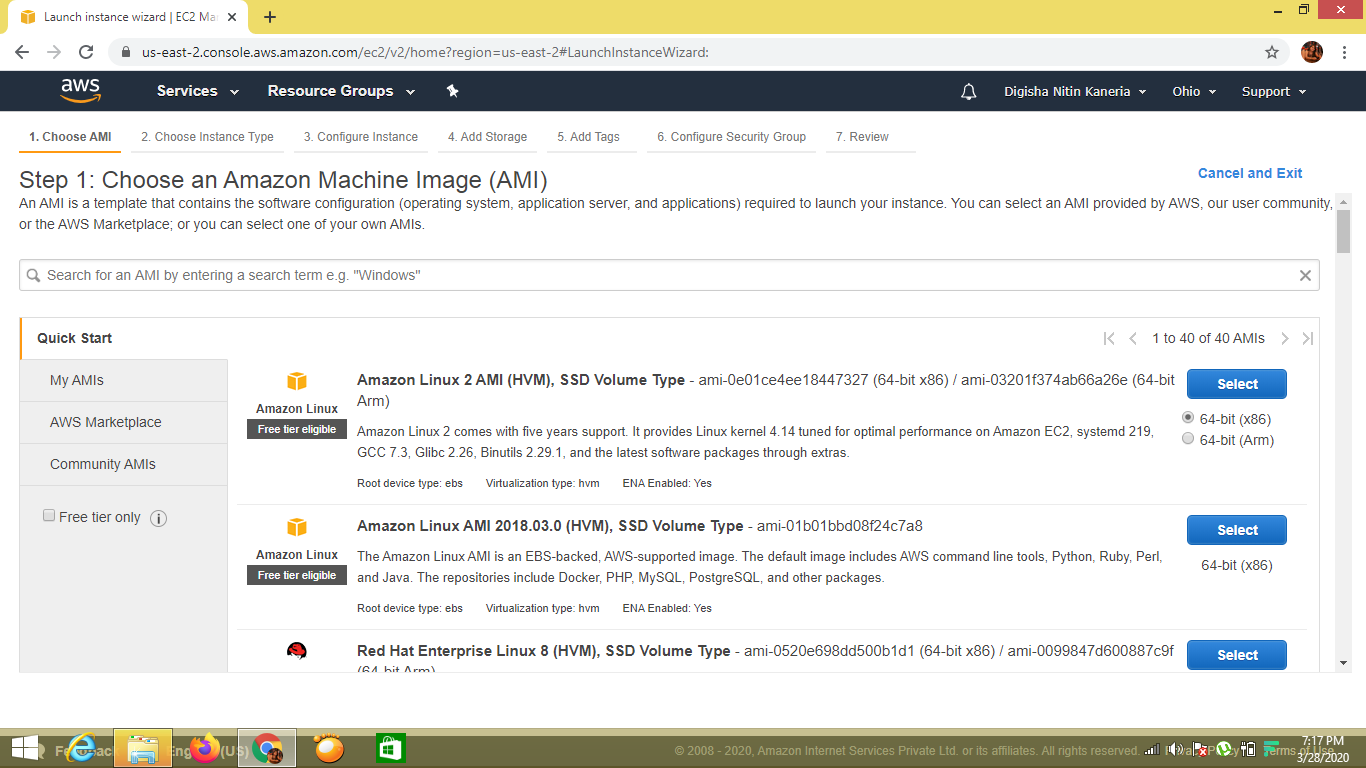 Launch instance wizard | EC2 Ma
us-east-2.console.aws.amazon.com/ec2/v2/home?region=us-east-2#LaunchInstanceWizard:
aws Services Resource Groups Digisha Nitin Kaneria Ohio Support
1. Choose AMI 2. Choose Instance Type 3. Configure Instance 4. Add Storage 5. Add Tags 6. Configure Security Group 7. Review
Step 1: Choose an Amazon Machine Image (AMI) Cancel and Exit
An AMI is a template that contains the software configuration (operating system, application server, and applications) required to launch your instance. You can select an AMI provided by AWS, our user community,
or the AWS Marketplace; or you can select one of your own AMIs.
Search for an AMI by entering a search term e.g. "Windows"
Quick Start 1 to 40 of 40 AMIs
My AMIs
AWS Marketplace
Community AMIs
Free tier only
Amazon Linux
Free tier eligible
Amazon Linux 2 AMI (HVM), SSD Volume Type - ami-0e01ce4ee18447327 (64-bit x86) / ami-03201f374ab66a26e (64-bit
Arm)
Amazon Linux 2 comes with five years support. It provides Linux kernel 4.14 tuned for optimal performance on Amazon EC2, systemd 219,
GCC 7.3, Glibc 2.26, Binutils 2.29.1, and the latest software packages through extras.
Root device type: ebs Virtualization type: hvm ENA Enabled: Yes
Select
64-bit (x86)
64-bit (Arm)
Amazon Linux
Free tier eligible
Amazon Linux AMI 2018.03.0 (HVM), SSD Volume Type - ami-01b01bbd08f24c7a8
The Amazon Linux AMI is an EBS-backed, AWS-supported image. The default image includes AWS command line tools, Python, Ruby, Perl,
and Java. The repositories include Docker, PHP, MySQL, PostgreSQL, and other packages.
Root device type: ebs Virtualization type: hvm ENA Enabled: Yes
Select
64-bit (x86)
Red Hat Enterprise Linux 8 (HVM), SSD Volume Type - ami-0520e698dd500b1d1 (64-bit x86) / ami-0099847d600887c9f
(64-bit Arm)
Select
© 2008 - 2020, Amazon Internet Services Private Ltd. or its affiliates. All rights reserved.
7:17 PM
3/28/2020